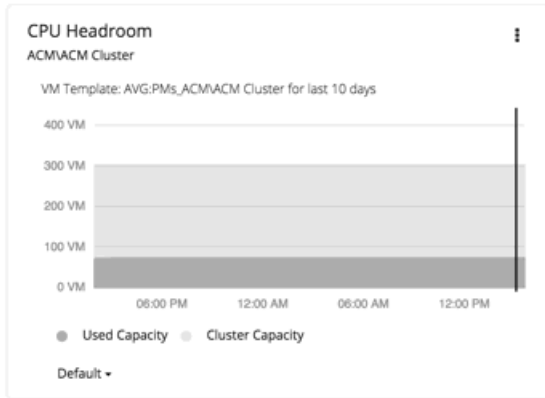 CPU Headroom
ACM\ACM Cluster
VM Template: AVG:PMs_ACM\ACM Cluster for last 10 days
400 VM
300 VM
200 VM
100 VM
0 VM
06:00 PM 12:00 AM 06:00 AM 12:00 PM
Used Capacity Cluster Capacity
Default